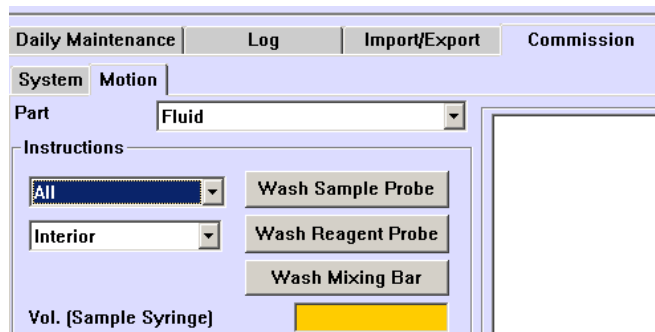 Daily Maintenance Log Import/Export Commission
System Motion
Part Fluid
Instructions
All Wash Sample Probe
Interior Wash Reagent Probe
Wash Mixing Bar
Vol. (Sample Syringe)